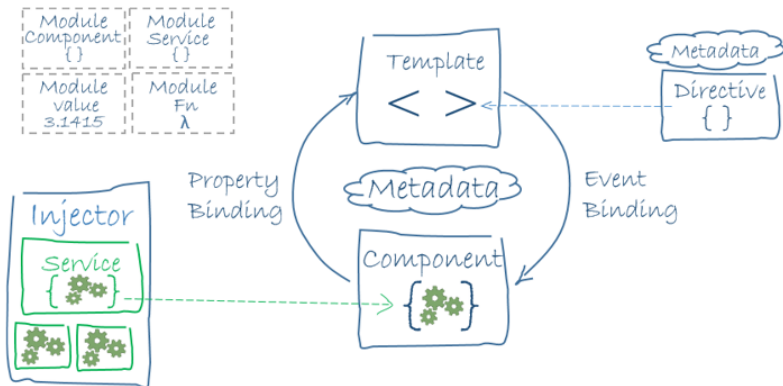 Module
Component
{ }
Module
Service
{ }
Module
value
3.1415
Module
Fn
λ
Template
< >
Metadata
Directive
{ }
Property
Binding
Metadata
Event
Binding
Injector
Service
{ }
Component
{ }